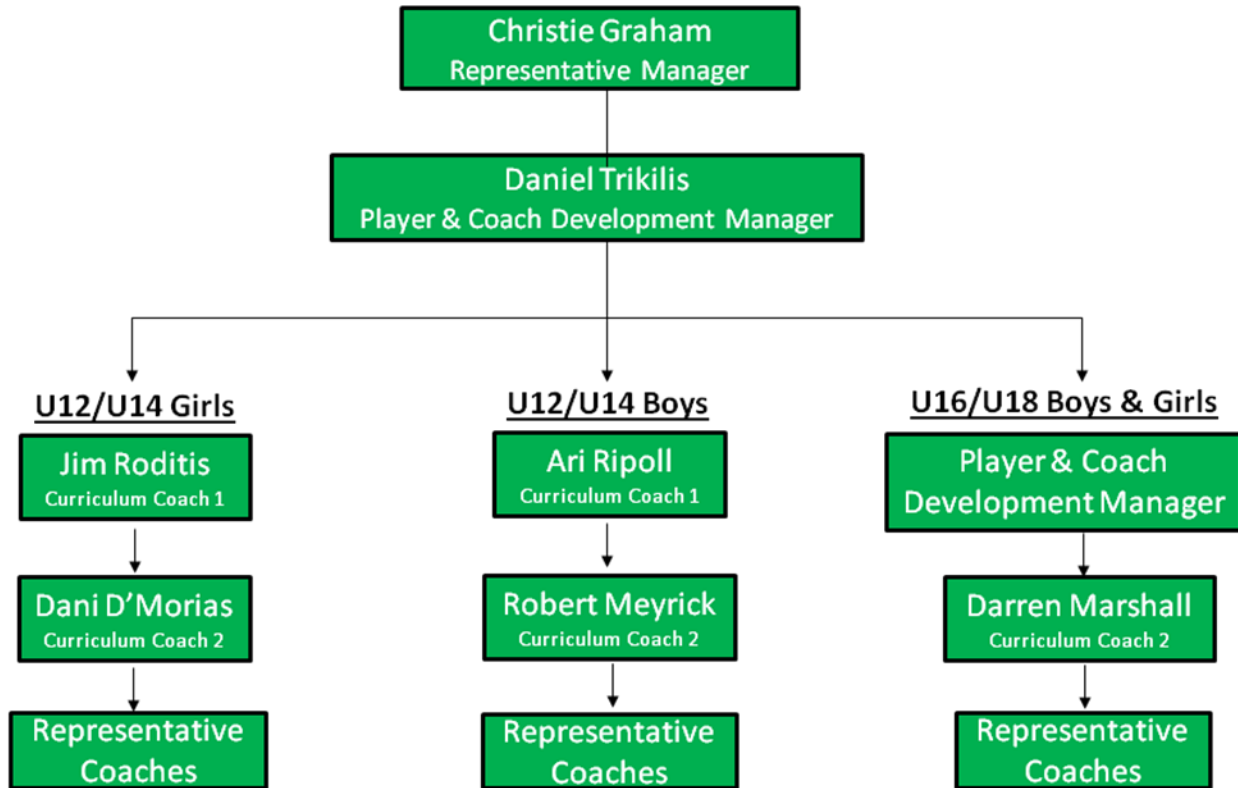 Christie Graham
Representative Manager
Daniel Trikilis
Player & Coach Development Manager
U12/U14 Girls
Jim Roditis
Curriculum Coach 1
Dani D’Morias
Curriculum Coach 2
Representative
Coaches
U12/U14 Boys
Ari Ripoll
Curriculum Coach 1
Robert Meyrick
Curriculum Coach 2
Representative
Coaches
U16/U18 Boys & Girls
Player & Coach
Development Manager
Darren Marshall
Curriculum Coach 2
Representative
Coaches